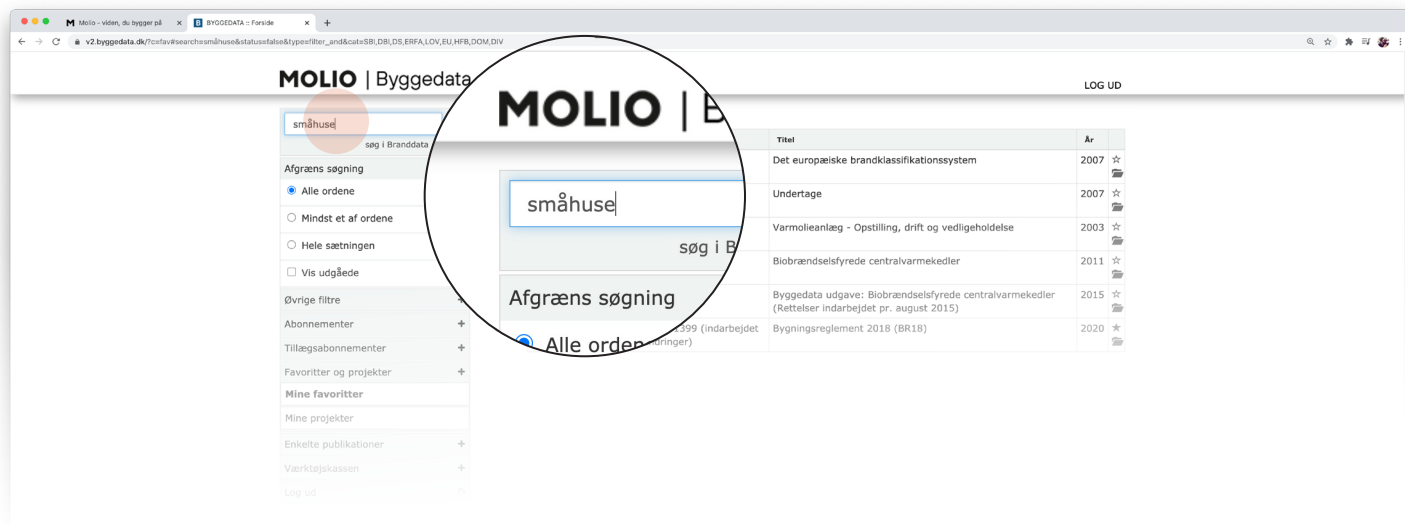 Molio - viden, du bygger på
BYGGEDATA :: Forside
v2.byggedata.dk/?c=fav#search=småhuse&status=false&type=filter_and&cat=SBI,DBI,DS,ERFA,LOV,EU,HFB,DOM,DIV
MOLIO | Byggedata
LOG UD
småhuse
søg i Branddata
Afgræns søgning
Alle ordene
Mindst et af ordene
Hele sætningen
Vis udgåede
Øvrige filtre
Abonnementer
Tillægsabonnementer
Favoritter og projekter
Mine favoritter
Mine projekter
Enkelte publikationer
Værktøjskassen
Log ud
MOLIO | B
småhuse
søg i B
Afgræns søgning
Alle orden
Titel
År
Det europæiske brandklassifikationssystem
2007
Undertage
2007
Varmolieanlæg - Opstilling, drift og vedligeholdelse
2003
Biobrændselsfyrede centralvarmekedler
2011
Byggedata udgave: Biobrændselsfyrede centralvarmekedler
(Rettelser indarbejdet pr. august 2015)
2015
1399 (indarbejdet
ndringer)
Bygningsreglement 2018 (BR18)
2020